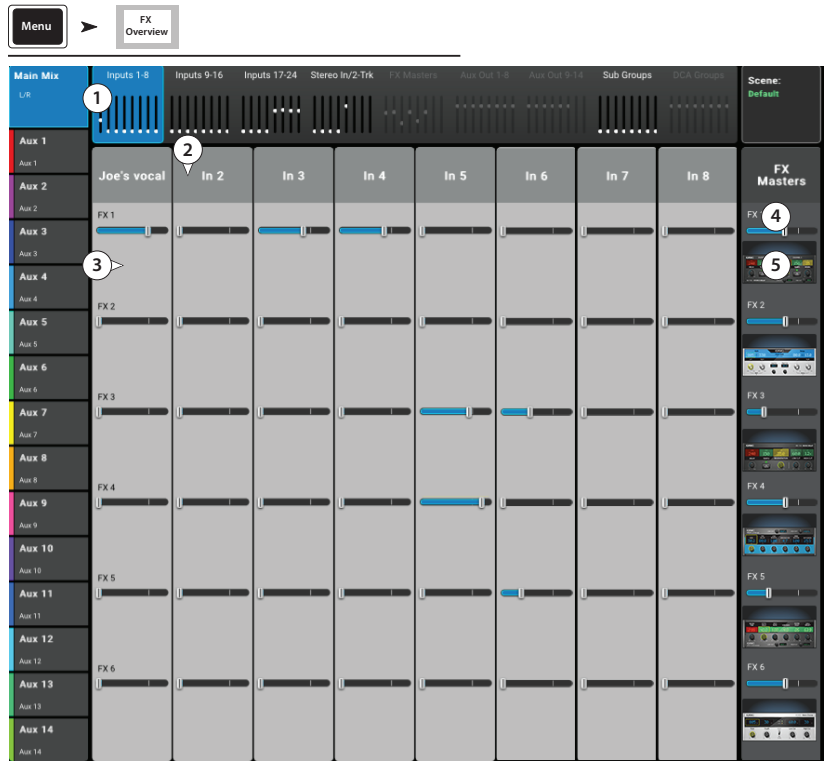 Menu
FX
Overview
Main Mix
L/R
Inputs 1-8
Inputs 9-16
Inputs 17-24
Stereo In/2-Trk
FX Masters
Aux Out 1-8
Aux Out 9-14
Sub Groups
DCA Groups
Scene:
Default
1
2
Joe's vocal
In 2
In 3
In 4
In 5
In 6
In 7
In 8
FX
Masters
Aux 1
Aux 1
Aux 2
Aux 2
Aux 3
Aux 3
Aux 4
Aux 4
Aux 5
Aux 5
Aux 6
Aux 6
Aux 7
Aux 7
Aux 8
Aux 8
Aux 9
Aux 9
Aux 10
Aux 10
Aux 11
Aux 11
Aux 12
Aux 12
Aux 13
Aux 13
Aux 14
Aux 14
FX 1
3
FX 2
FX 3
FX 4
FX 5
FX 6
FX
4
5
FX 2
FX 3
FX 4
FX 5
FX 6